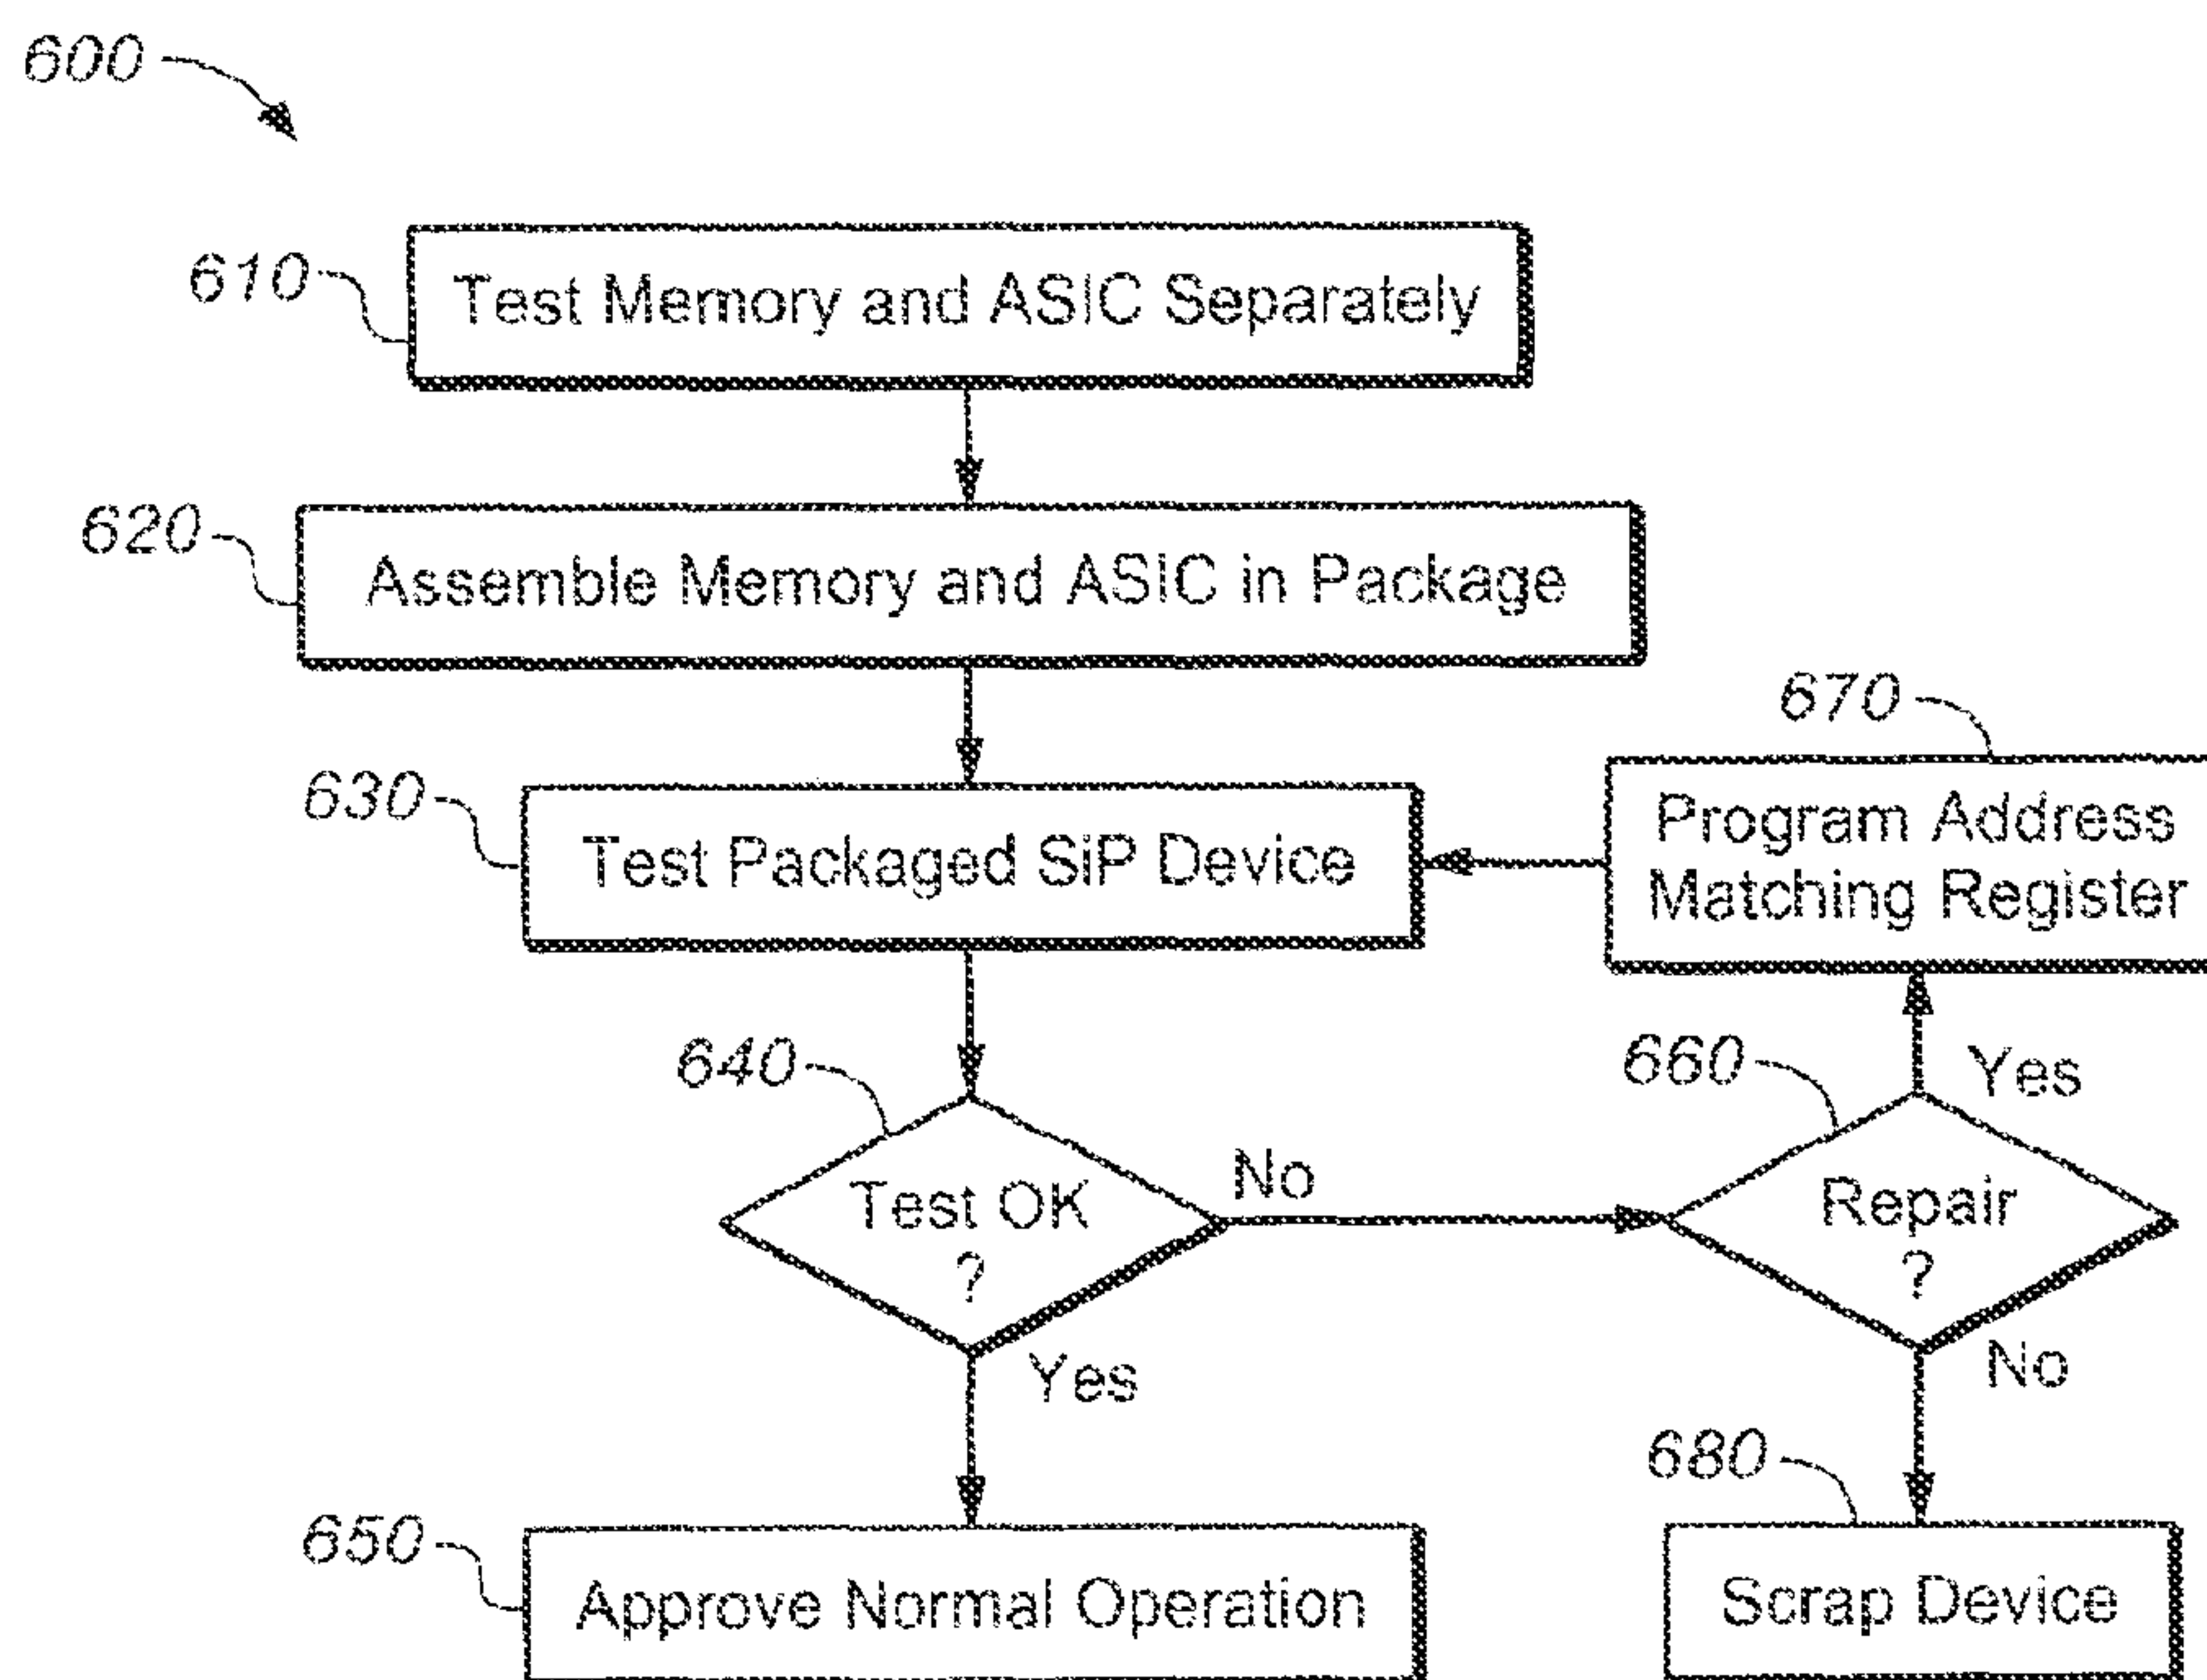 600
610
Test Memory and ASIC Separately
620
Assemble Memory and ASIC in Package
630
Test Packaged SiP Device
670
Program Address
Matching Register
640
Test OK
?
No
Yes
660
Repair
?
Yes
No
650
Approve Normal Operation
680
Scrap Device